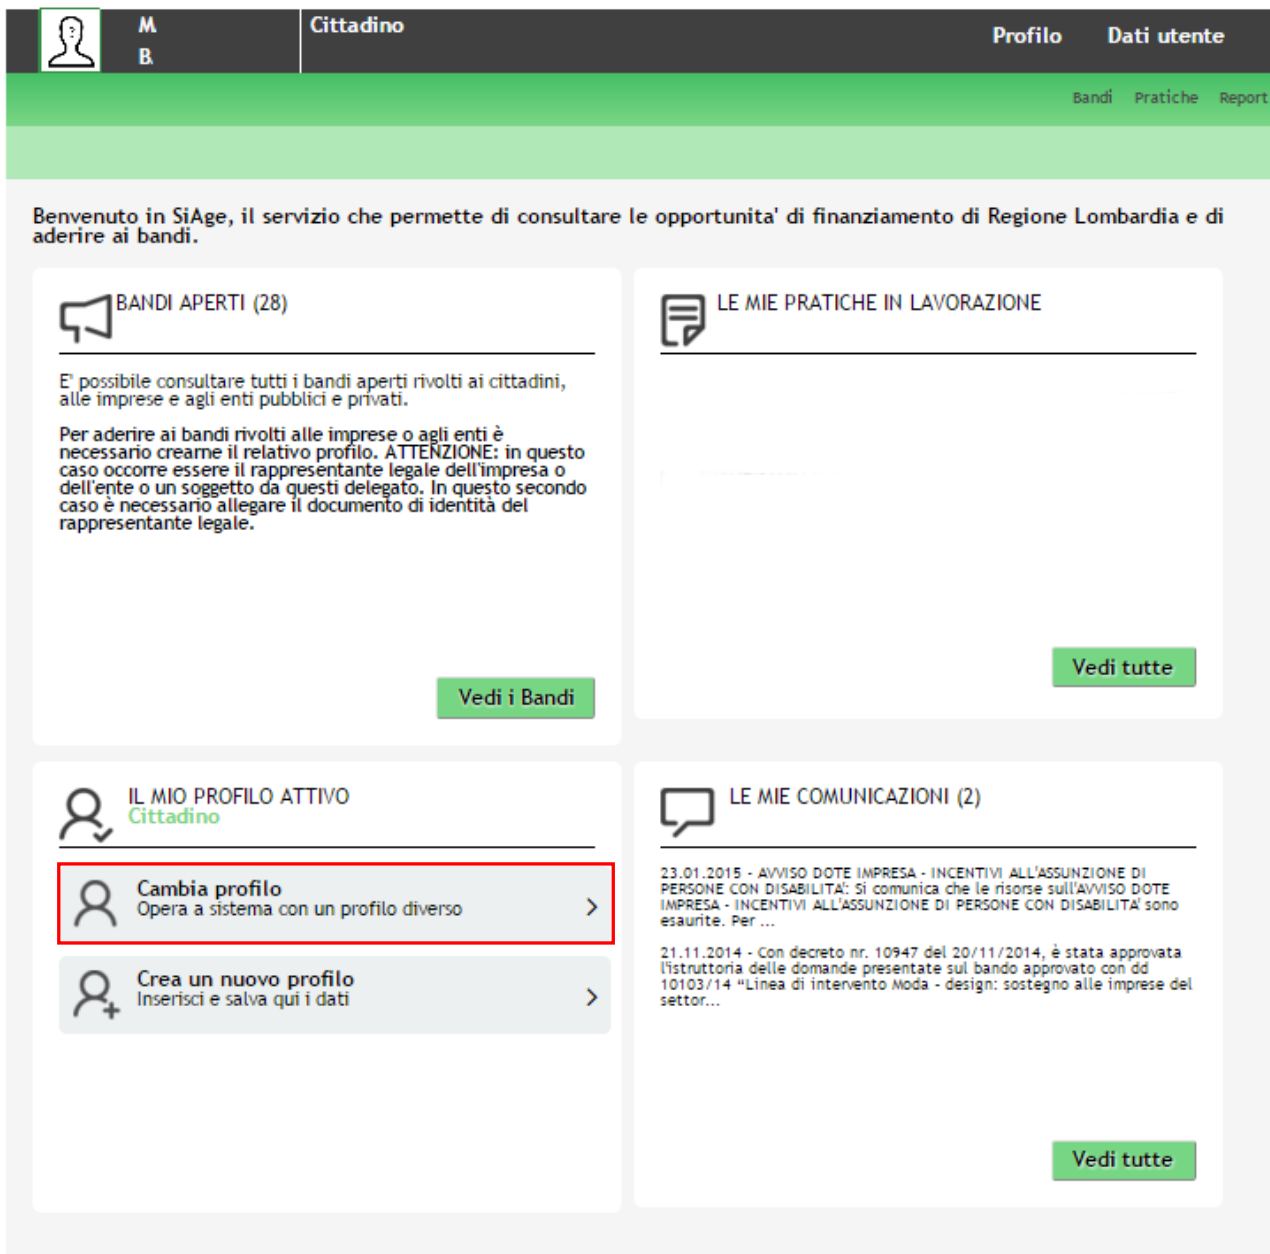 M
B.
Cittadino
Profilo Dati utente
Bandi Pratiche Report
Benvenuto in SiAge, il servizio che permette di consultare le opportunita' di finanziamento di Regione Lombardia e di
aderire ai bandi.
BANDI APERTI (28)
E' possibile consultare tutti i bandi aperti rivolti ai cittadini,
alle imprese e agli enti pubblici e privati.
Per aderire ai bandi rivolti alle imprese o agli enti è
necessario crearne il relativo profilo. ATTENZIONE: in questo
caso occorre essere il rappresentante legale dell'impresa o
dell'ente o un soggetto da questi delegato. In questo secondo
caso è necessario allegare il documento di identità del
rappresentante legale.
Vedi i Bandi
LE MIE PRATICHE IN LAVORAZIONE
Vedi tutte
IL MIO PROFILO ATTIVO
Cittadino
Cambia profilo
Opera a sistema con un profilo diverso
Crea un nuovo profilo
Inserisci e salva qui i dati
LE MIE COMUNICAZIONI (2)
23.01.2015 - AVVISO DOTE IMPRESA - INCENTIVI ALL'ASSUNZIONE DI
PERSONE CON DISABILITA': Si comunica che le risorse sull'AVVISO DOTE
IMPRESA - INCENTIVI ALL'ASSUNZIONE DI PERSONE CON DISABILITA' sono
esaurite. Per ...
21.11.2014 - Con decreto nr. 10947 del 20/11/2014, è stata approvata
l'istruttoria delle domande presentate sul bando approvato con dd
10103/14 “Linea di intervento Moda - design: sostegno alle imprese del
settor...
Vedi tutte